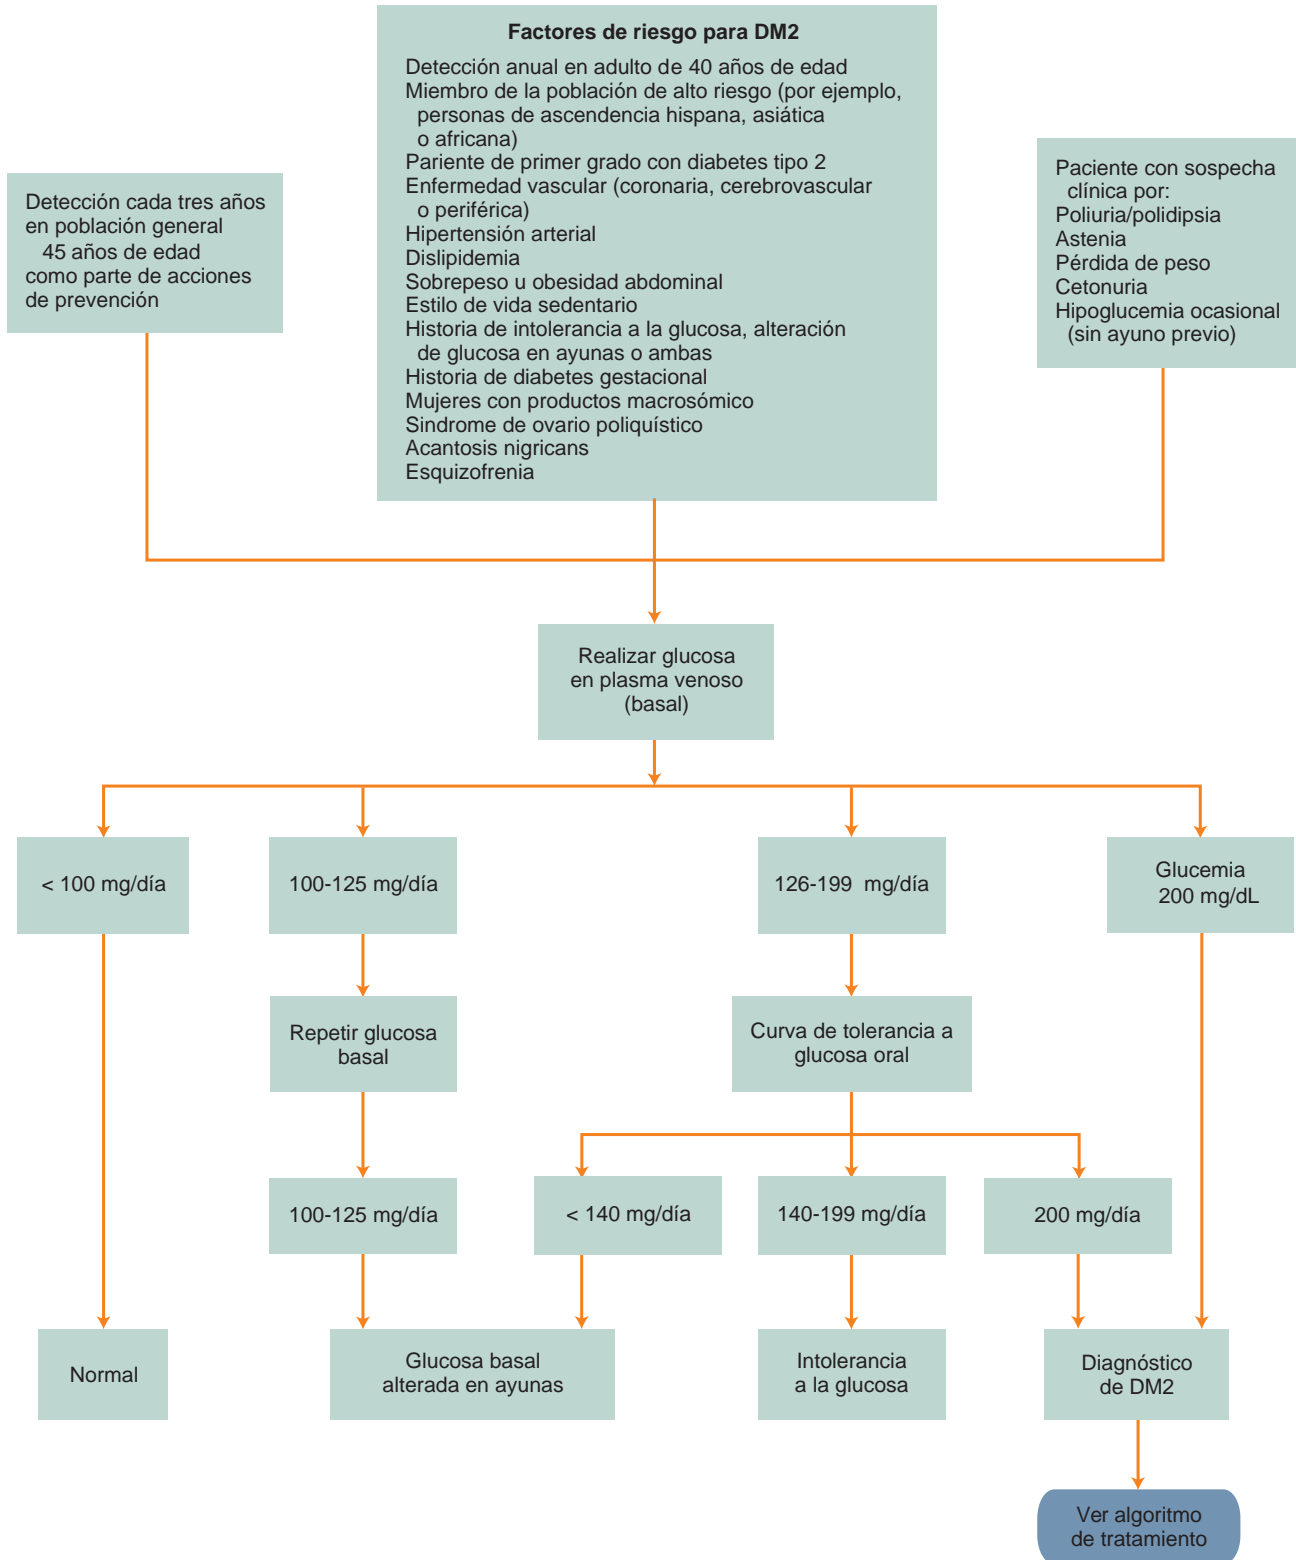 Factores de riesgo para DM2
Detección anual en adulto de 40 años de edad
Miembro de la población de alto riesgo (por ejemplo,
personas de ascendencia hispana, asiática
o africana)
Pariente de primer grado con diabetes tipo 2
Enfermedad vascular (coronaria, cerebrovascular
o periférica)
Hipertensión arterial
Dislipidemia
Sobrepeso u obesidad abdominal
Estilo de vida sedentario
Historia de intolerancia a la glucosa, alteración
de glucosa en ayunas o ambas
Historia de diabetes gestacional
Mujeres con productos macrosómico
Sindrome de ovario poliquístico
Acantosis nigricans
Esquizofrenia
Detección cada tres años
en población general
45 años de edad
como parte de acciones
de prevención
Paciente con sospecha
clínica por:
Poliuria/polidipsia
Astenia
Pérdida de peso
Cetonuria
Hipoglucemia ocasional
(sin ayuno previo)
Realizar glucosa
en plasma venoso
(basal)
< 100 mg/día
100-125 mg/día
126-199 mg/día
Glucemia
200 mg/dL
Repetir glucosa
basal
Curva de tolerancia a
glucosa oral
100-125 mg/día
< 140 mg/día
140-199 mg/día
200 mg/día
Normal
Glucosa basal
alterada en ayunas
Intolerancia
a la glucosa
Diagnóstico
de DM2
Ver algoritmo
de tratamiento